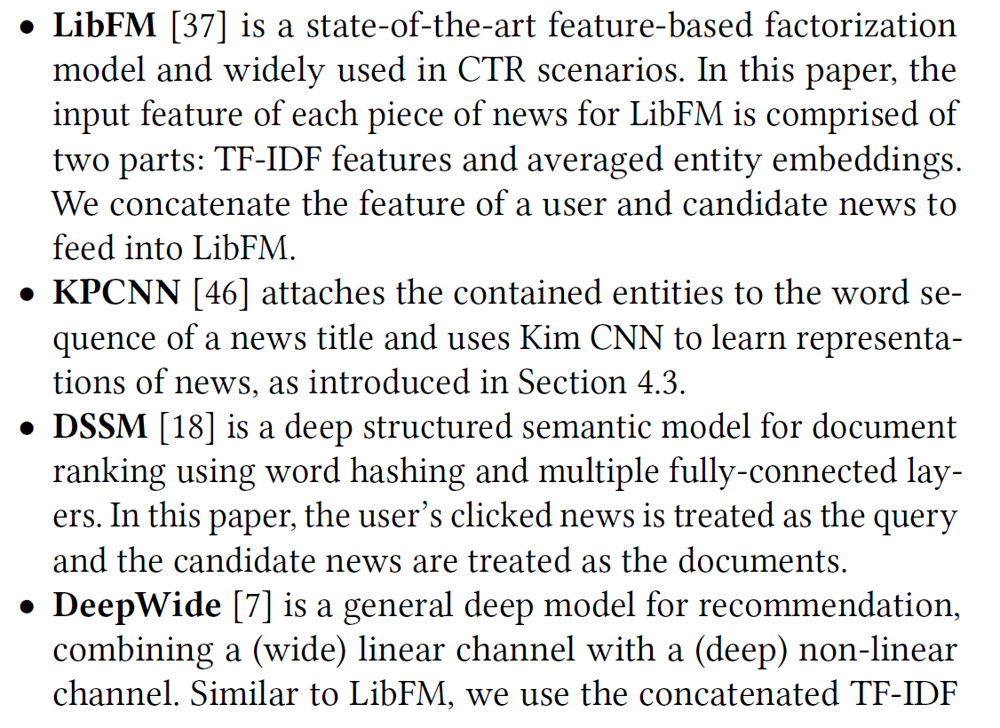 • LibFM [37] is a state-of-the-art feature-based factorization
model and widely used in CTR scenarios. In this paper, the
input feature of each piece of news for LibFM is comprised of
two parts: TF-IDF features and averaged entity embeddings.
We concatenate the feature of a user and candidate news to
feed into LibFM.
• KPCNN [46] attaches the contained entities to the word se-
quence of a news title and uses Kim CNN to learn representa-
tions of news, as introduced in Section 4.3.
• DSSM [18] is a deep structured semantic model for document
ranking using word hashing and multiple fully-connected lay-
ers. In this paper, the user's clicked news is treated as the query
and the candidate news are treated as the documents.
• DeepWide [7] is a general deep model for recommendation,
combining a (wide) linear channel with a (deep) non-linear
channel. Similar to LibFM, we use the concatenated TF-IDF